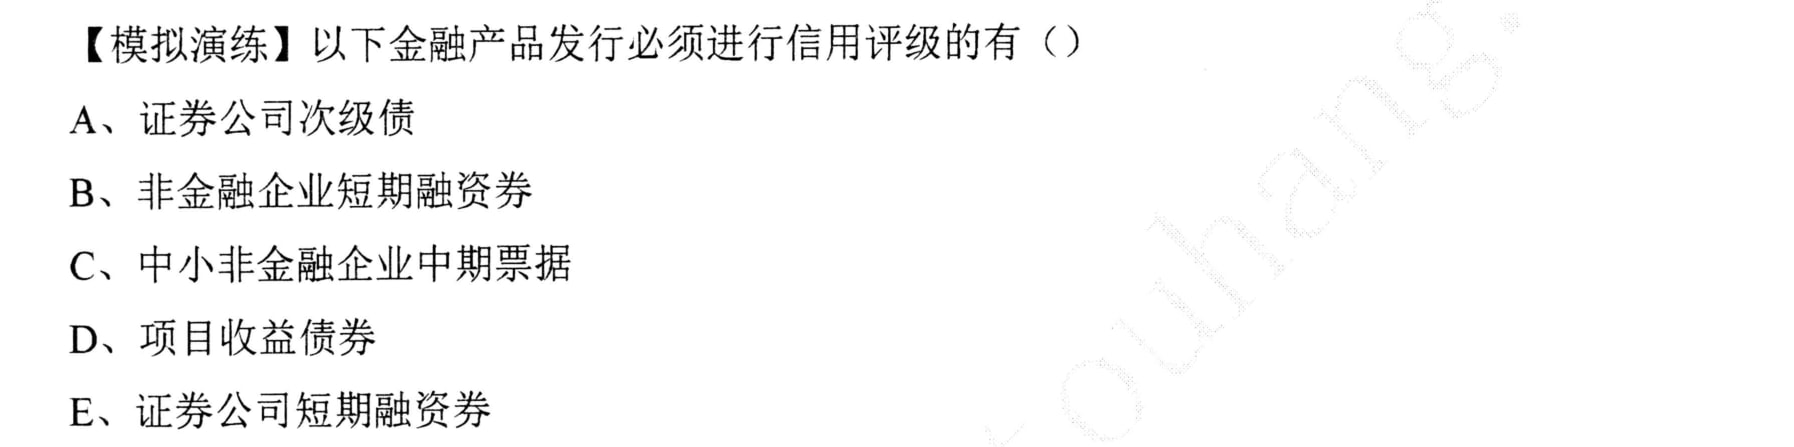 【模拟演练】以下金融产品发行必须进行信用评级的有（）
A、证券公司次级债
B、非金融企业短期融资券
C、中小非金融企业中期票据
D、项目收益债券
E、证券公司短期融资券
ouhang.